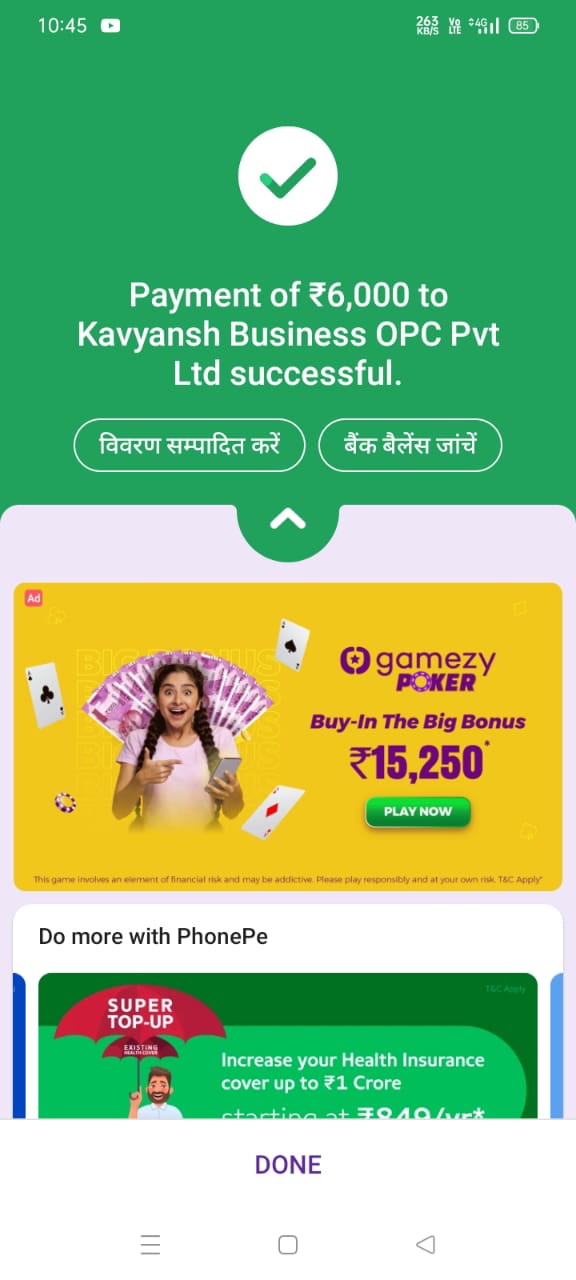 10:45
263 KB/S Vo LTE 4G 85
Payment of ₹6,000 to
Kavyansh Business OPC Pvt
Ltd successful.
विवरण सम्पादित करें
बैंक बैलेंस जांचें
Ad
BIG BONUS
gamezy
POKER
Buy-In The Big Bonus
₹15,250*
PLAY NOW
This game involves an element of financial risk and may be addictive. Please play responsibly and at your own risk. T&C Apply*
Do more with PhonePe
T&C Apply
SUPER
TOP-UP
EXISTING
HEALTH COVER
Increase your Health Insurance
cover up to ₹1 Crore
starting at ₹849/yr*
DONE